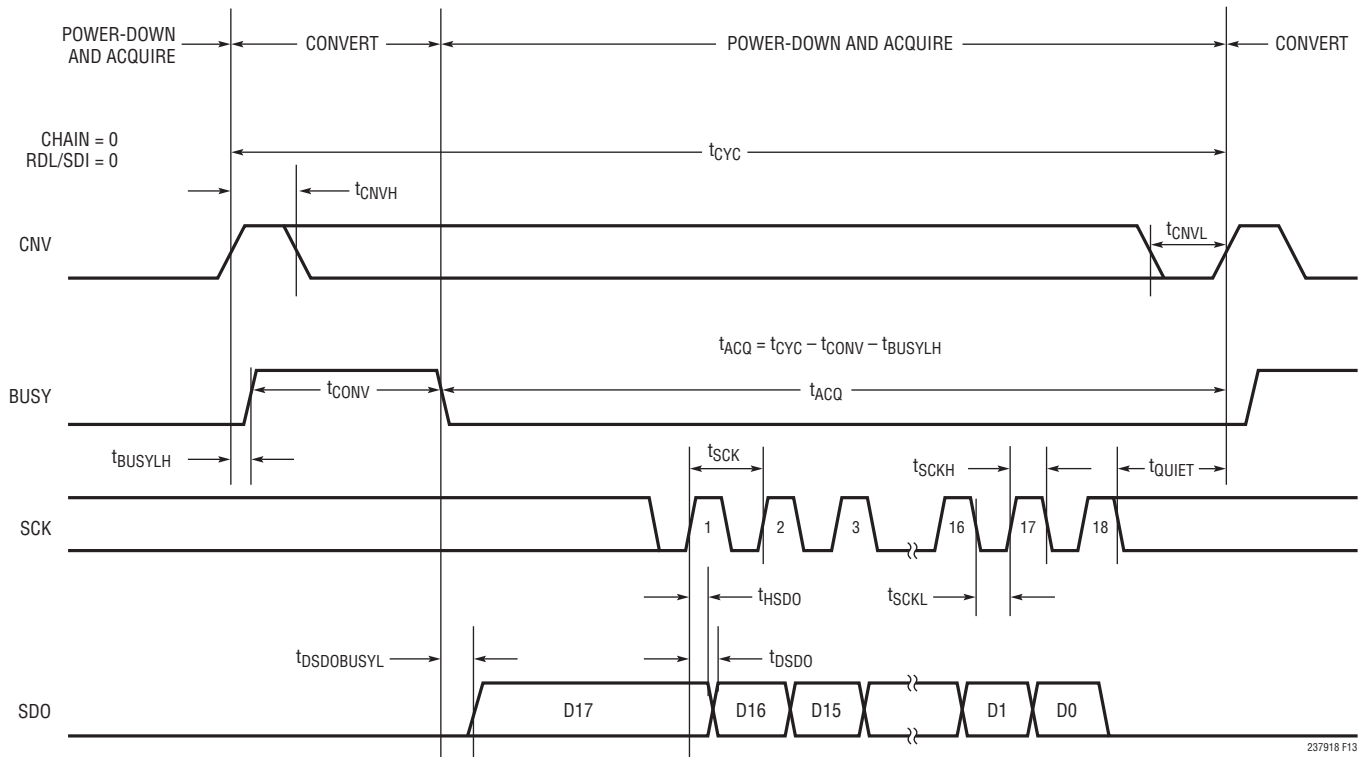 POWER-DOWN
AND ACQUIRE
CONVERT
POWER-DOWN AND ACQUIRE
CONVERT
CHAIN = 0
RDL/SDI = 0
tCYC
tCNVH
CNV
tCNVL
tACQ = tCYC – tCONV – tBUSYLH
BUSY
tCONV
tACQ
tBUSYLH
tSCK
tSCKH
tQUIET
SCK
1
2
3
16
17
18
tHSDO
tSCKL
tDSDOBUSYL
tDSDO
SDO
D17
D16
D15
D1
D0
237918 F13